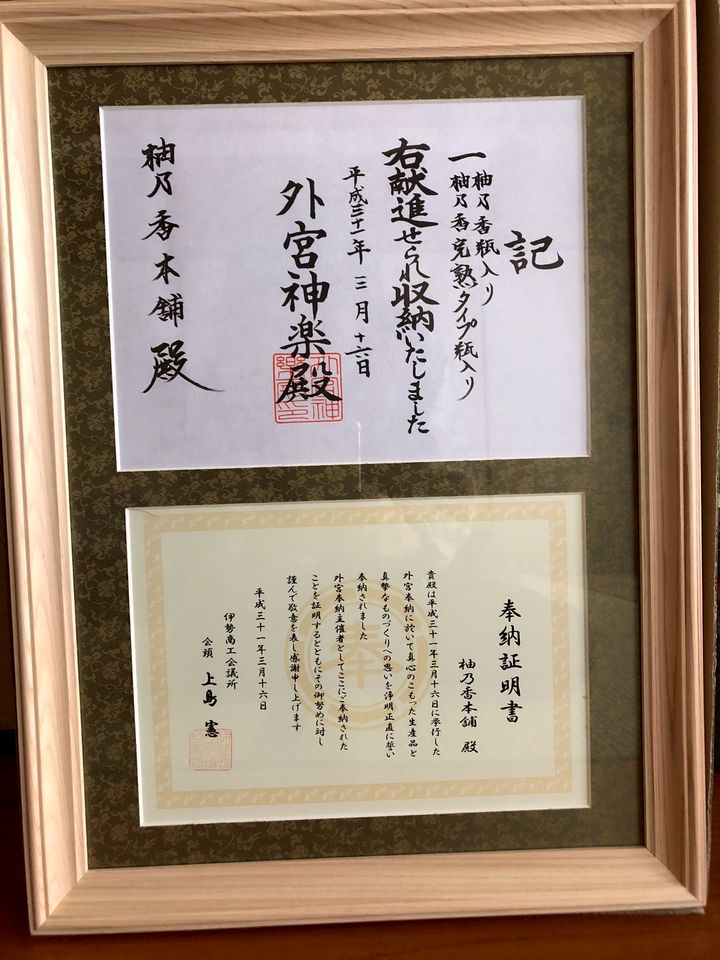 記
一 柚乃香瓶入り
柚乃香完熟タイプ瓶入り
右献進せられ収納いたしました
平成三十一年 三月 十六日
外宮神楽殿
柚乃香本舗 殿
奉納証明書
柚乃香本舗 殿
貴殿は平成三十一年三月十六日に挙行した
外宮奉納に於いて真心のこもった生産品と
真摯なものづくりへの思いを浄明正直に誓い
奉納されました
外宮奉納主催者としてここにご奉納された
ことを証明するとともにその御努めに対し
謹んで敬意を表し感謝申し上げます
平成三十一年三月十六日
伊勢商工会議所
会頭 上島 憲
奉